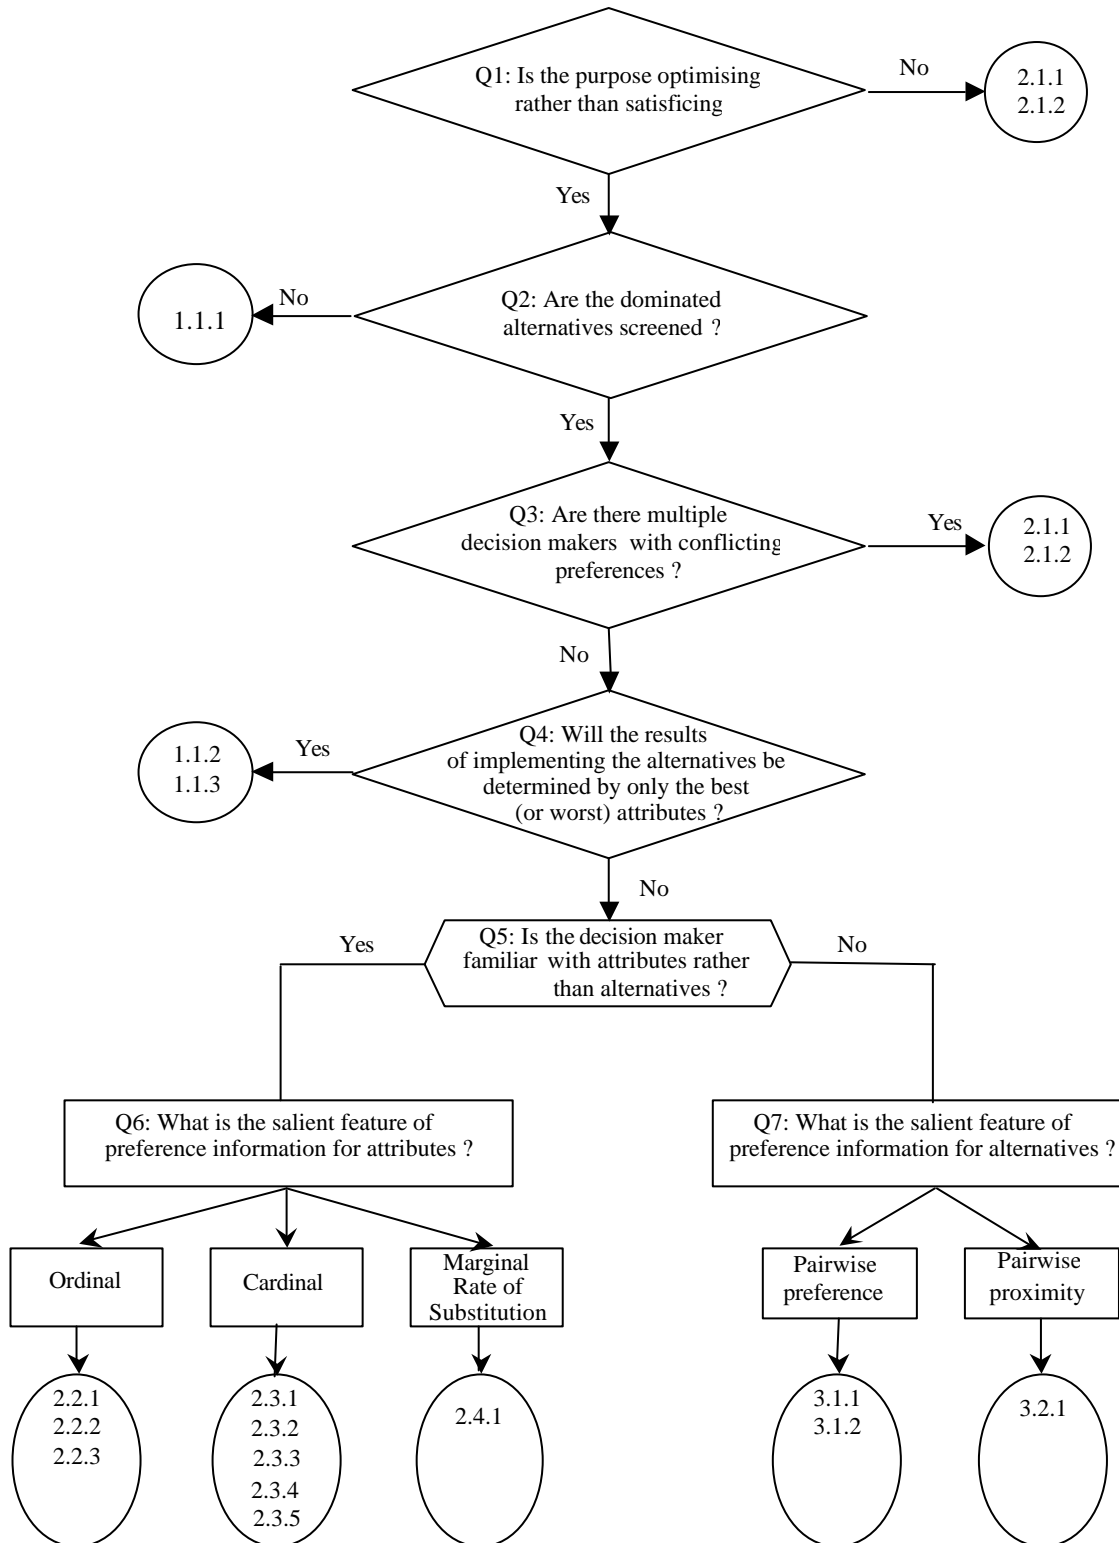 Q1: Is the purpose optimising
rather than satisficing
No
2.1.1
2.1.2
Yes
Q2: Are the dominated
alternatives screened ?
No
1.1.1
Yes
Q3: Are there multiple
decision makers with conflicting
preferences ?
Yes
2.1.1
2.1.2
No
Q4: Will the results
of implementing the alternatives be
determined by only the best
(or worst) attributes ?
Yes
1.1.2
1.1.3
No
Q5: Is the decision maker
familiar with attributes rather
than alternatives ?
Yes
No
Q6: What is the salient feature of
preference information for attributes ?
Q7: What is the salient feature of
preference information for alternatives ?
Ordinal
Cardinal
Marginal
Rate of
Substitution
Pairwise
preference
Pairwise
proximity
2.2.1
2.2.2
2.2.3
2.3.1
2.3.2
2.3.3
2.3.4
2.3.5
2.4.1
3.1.1
3.1.2
3.2.1